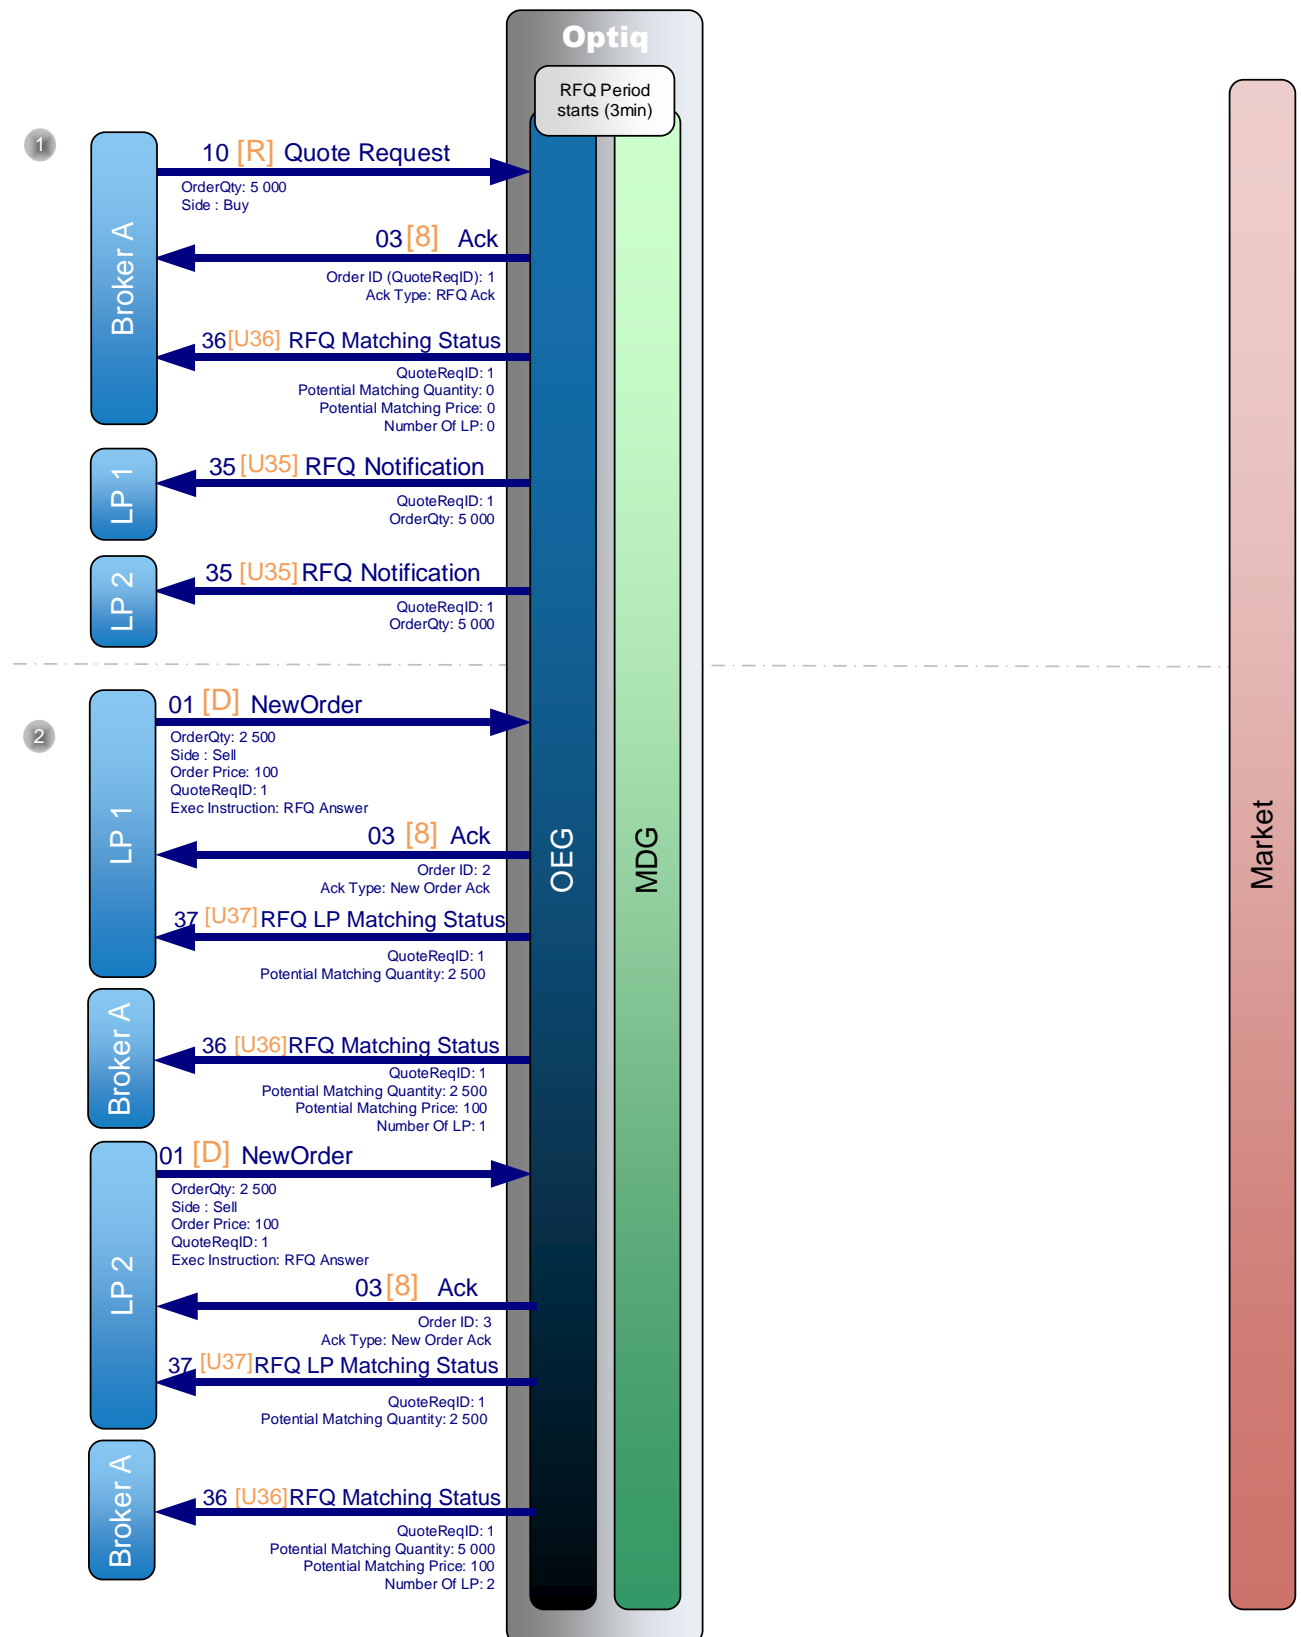 Optiq
RFQ Period
starts (3min)
1
Broker A
10 [R] Quote Request
OrderQty: 5 000
Side : Buy
03 [8] Ack
Order ID (QuoteReqID): 1
Ack Type: RFQ Ack
36 [U36] RFQ Matching Status
QuoteReqID: 1
Potential Matching Quantity: 0
Potential Matching Price: 0
Number Of LP: 0
LP 1
35 [U35] RFQ Notification
QuoteReqID: 1
OrderQty: 5 000
LP 2
35 [U35] RFQ Notification
QuoteReqID: 1
OrderQty: 5 000
2
LP 1
01 [D] NewOrder
OrderQty: 2 500
Side : Sell
Order Price: 100
QuoteReqID: 1
Exec Instruction: RFQ Answer
03 [8] Ack
Order ID: 2
Ack Type: New Order Ack
37 [U37] RFQ LP Matching Status
QuoteReqID: 1
Potential Matching Quantity: 2 500
OEG
MDG
Market
Broker A
36 [U36] RFQ Matching Status
QuoteReqID: 1
Potential Matching Quantity: 2 500
Potential Matching Price: 100
Number Of LP: 1
LP 2
01 [D] NewOrder
OrderQty: 2 500
Side : Sell
Order Price: 100
QuoteReqID: 1
Exec Instruction: RFQ Answer
03 [8] Ack
Order ID: 3
Ack Type: New Order Ack
37 [U37] RFQ LP Matching Status
QuoteReqID: 1
Potential Matching Quantity: 2 500
Broker A
36 [U36] RFQ Matching Status
QuoteReqID: 1
Potential Matching Quantity: 5 000
Potential Matching Price: 100
Number Of LP: 2